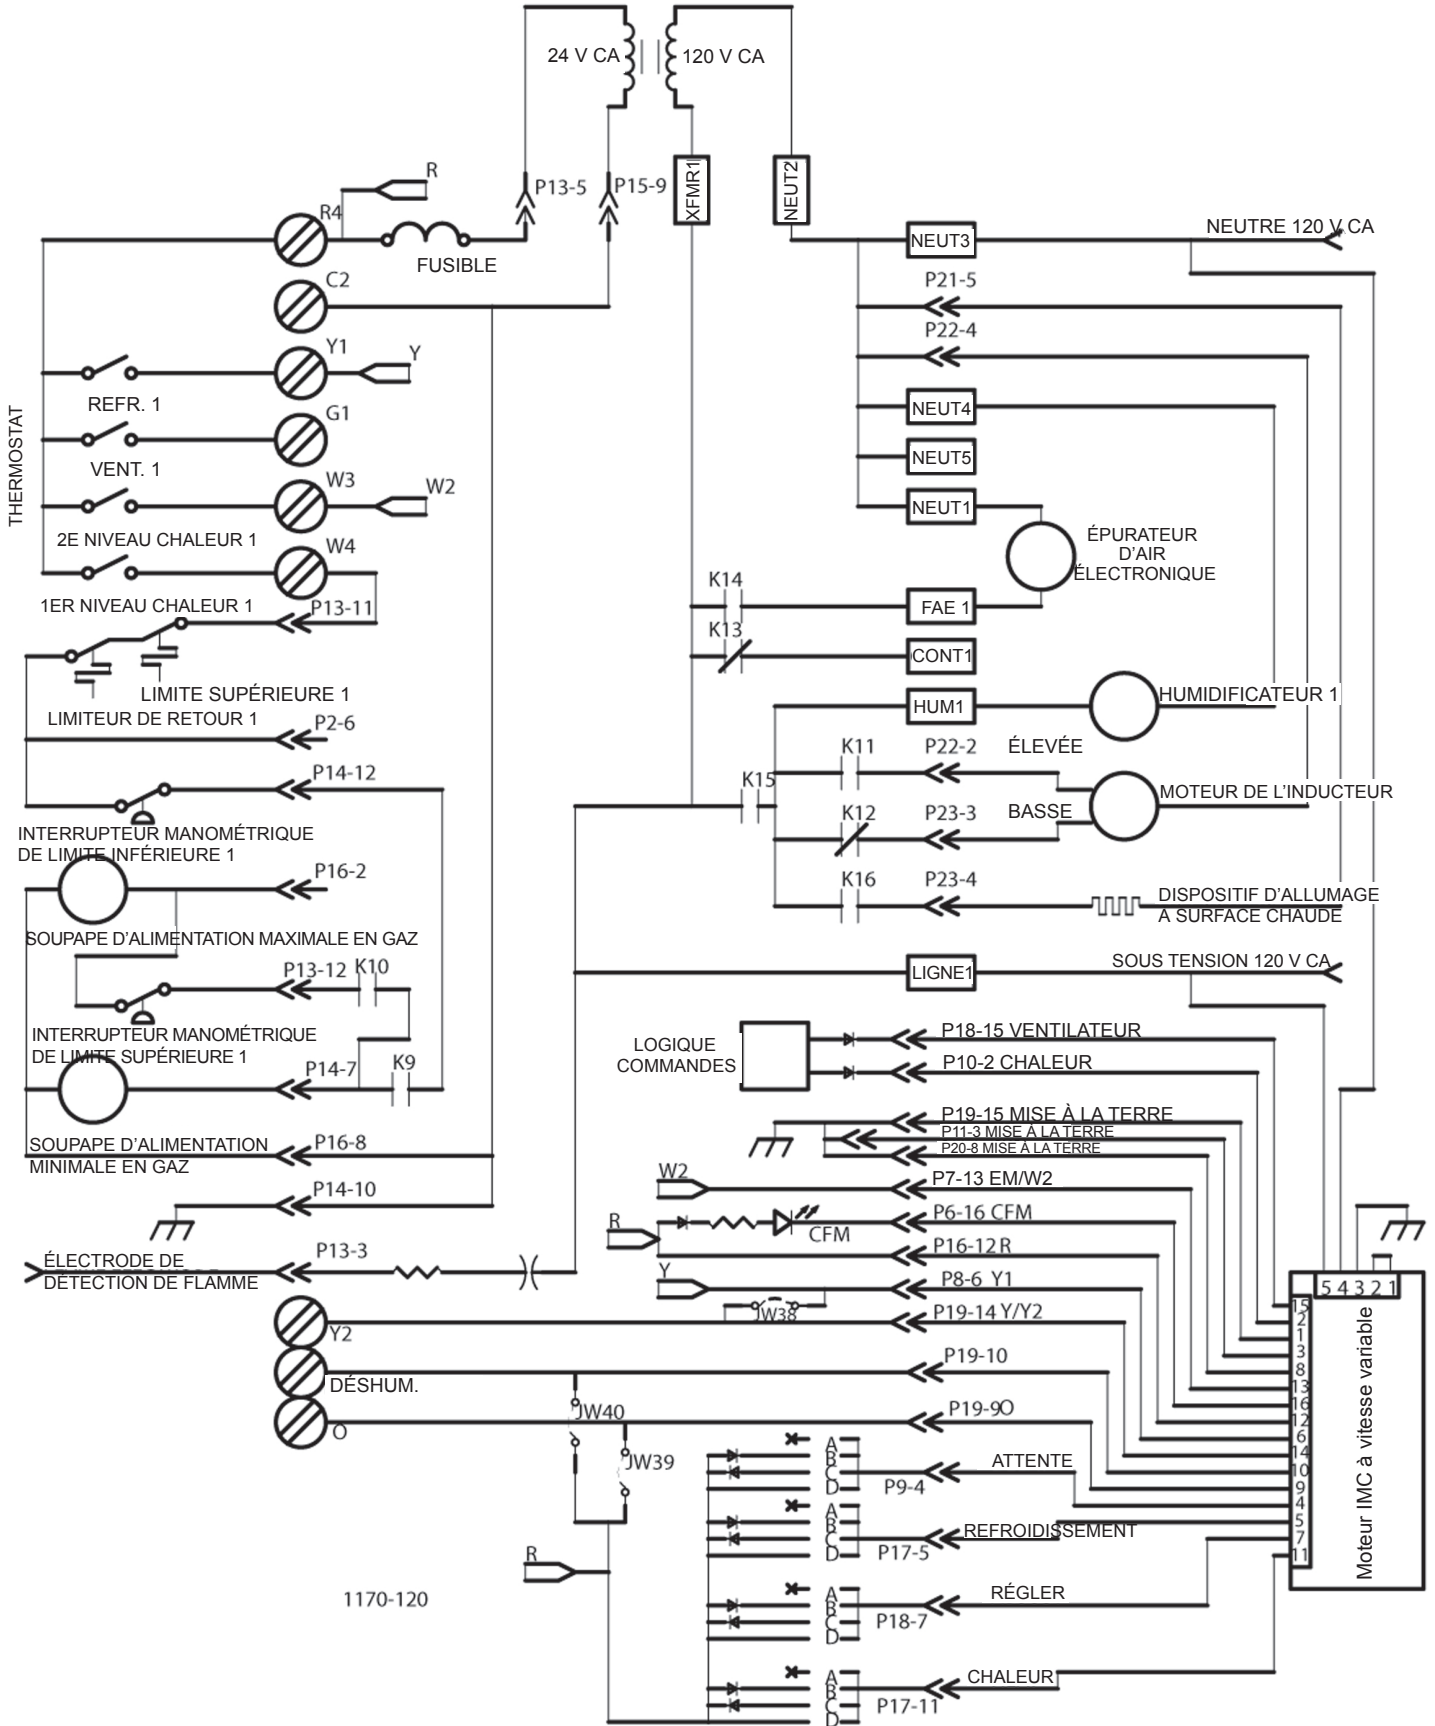 24 V CA
120 V CA
R
P13-5
P15-9
XFMR1
NEUT2
R4
FUSIBLE
NEUT3
NEUTRE 120 V CA
C2
P21-5
P22-4
Y1
Y
REFR. 1
THERMOSTAT
G1
NEUT4
VENT. 1
NEUT5
W3
W2
NEUT1
2E NIVEAU CHALEUR 1
W4
ÉPURATEUR
D'AIR
ÉLECTRONIQUE
1ER NIVEAU CHALEUR 1
P13-11
K14
FAE 1
K13
CONT1
LIMITE SUPÉRIEURE 1
LIMITEUR DE RETOUR 1
HUM1
HUMIDIFICATEUR 1
P2-6
K11
P22-2
ÉLEVÉE
P14-12
K15
MOTEUR DE L'INDUCTEUR
K12
P23-3
BASSE
INTERRUPTEUR MANOMÉTRIQUE
DE LIMITE INFÉRIEURE 1
P16-2
K16
P23-4
DISPOSITIF D'ALLUMAGE
A SURFACE CHAUDE
SOUPAPE D'ALIMENTATION MAXIMALE EN GAZ
P13-12
K10
LIGNE1
SOUS TENSION 120 V CA
INTERRUPTEUR MANOMÉTRIQUE
DE LIMITE SUPÉRIEURE 1
LOGIQUE
COMMANDES
P18-15 VENTILATEUR
P10-2 CHALEUR
P14-7
K9
P19-15 MISE À LA TERRE
P11-3 MISE À LA TERRE
P20-8 MISE À LA TERRE
SOUPAPE D'ALIMENTATION
MINIMALE EN GAZ
P16-8
W2
P7-13 EM/W2
P14-10
R
CFM
P6-16 CFM
P16-12 R
ÉLECTRODE DE
DÉTECTION DE FLAMME
P13-3
Y
P8-6 Y1
JW38
P19-14 Y/Y2
Y2
P19-10
DÉSHUM.
JW40
P19-9O
O
JW39
5 4 3 2 1
15
2
1
3
8
13
16
12
6
14
10
9
4
5
7
11
Moteur IMC à vitesse variable
A
B
C
D
P9-4
ATTENTE
A
B
C
D
P17-5
REFROIDISSEMENT
R
1170-120
A
B
C
D
P18-7
RÉGLER
A
B
C
D
P17-11
CHALEUR